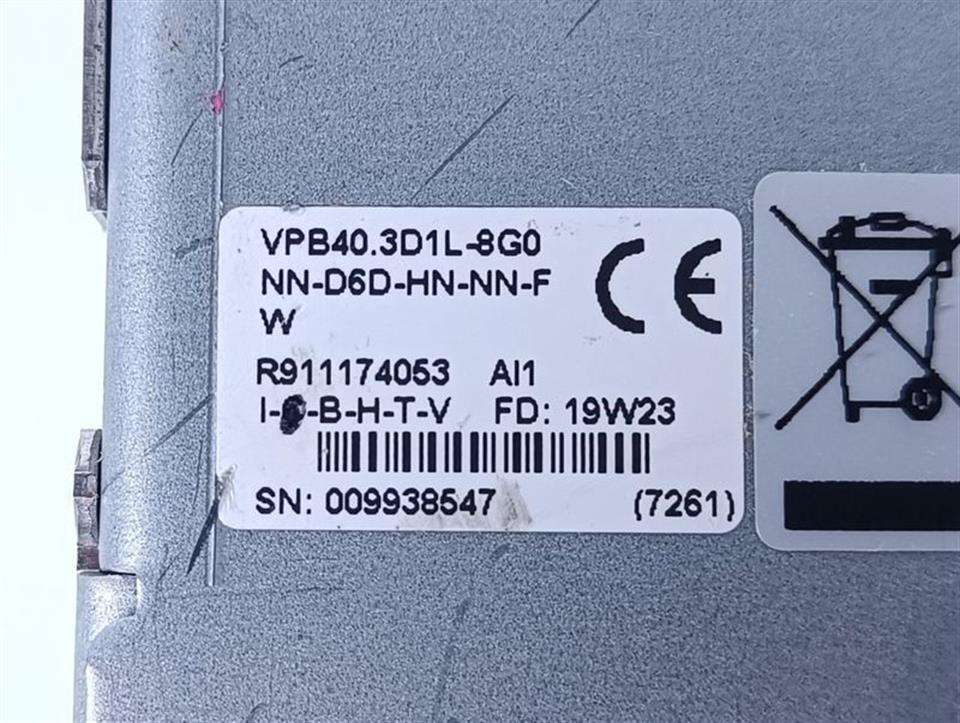 VPB40.3D1L-8G0
NN-D6D-HN-NN-F
W
CE
R911174053 AI1
-B-H-T-V FD: 19W23
SN: 009938547 (7261)